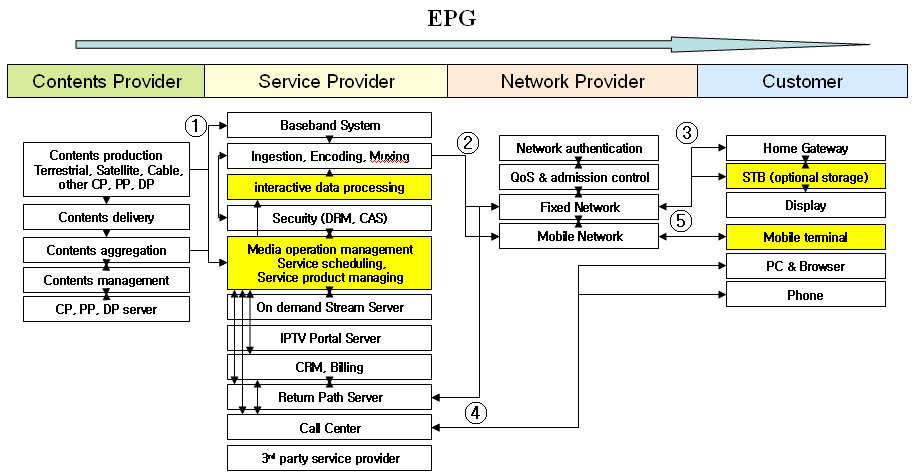 EPG
Contents Provider
Service Provider
Network Provider
Customer
①
Contents production
Terrestrial, Satellite, Cable,
other CP, PP, DP
Contents delivery
Contents aggregation
Contents management
CP, PP, DP server
Baseband System
Ingestion, Encoding, Muxing
interactive data processing
Security (DRM, CAS)
Media operation management
Service scheduling,
Service product managing
On demand Stream Server
IPTV Portal Server
CRM, Billing
Return Path Server
Call Center
3rd party service provider
②
Network authentication
QoS & admission control
Fixed Network
Mobile Network
③
⑤
④
Home Gateway
STB (optional storage)
Display
Mobile terminal
PC & Browser
Phone